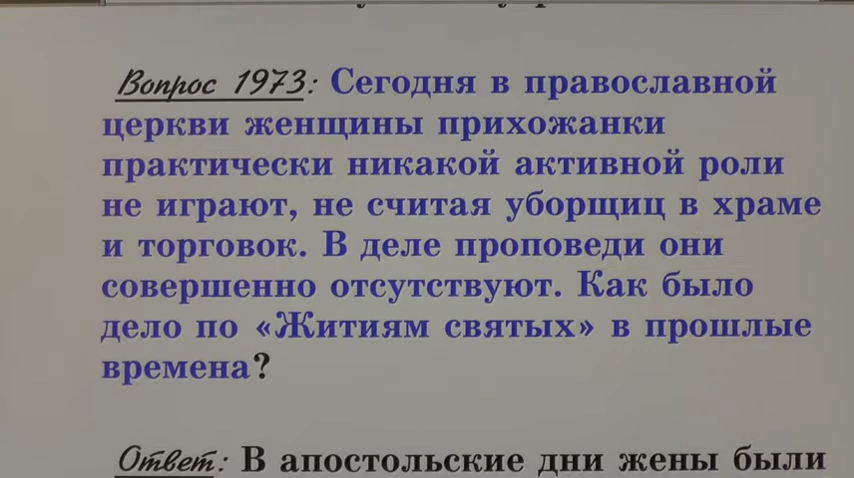 Вопрос 1973: Сегодня в православной
церкви женщины прихожанки
практически никакой активной роли
не играют, не считая уборщиц в храме
и торговок. В деле проповеди они
совершенно отсутствуют. Как было
дело по «Житиям святых» в прошлые
времена?
Ответ: В апостольские дни жены были